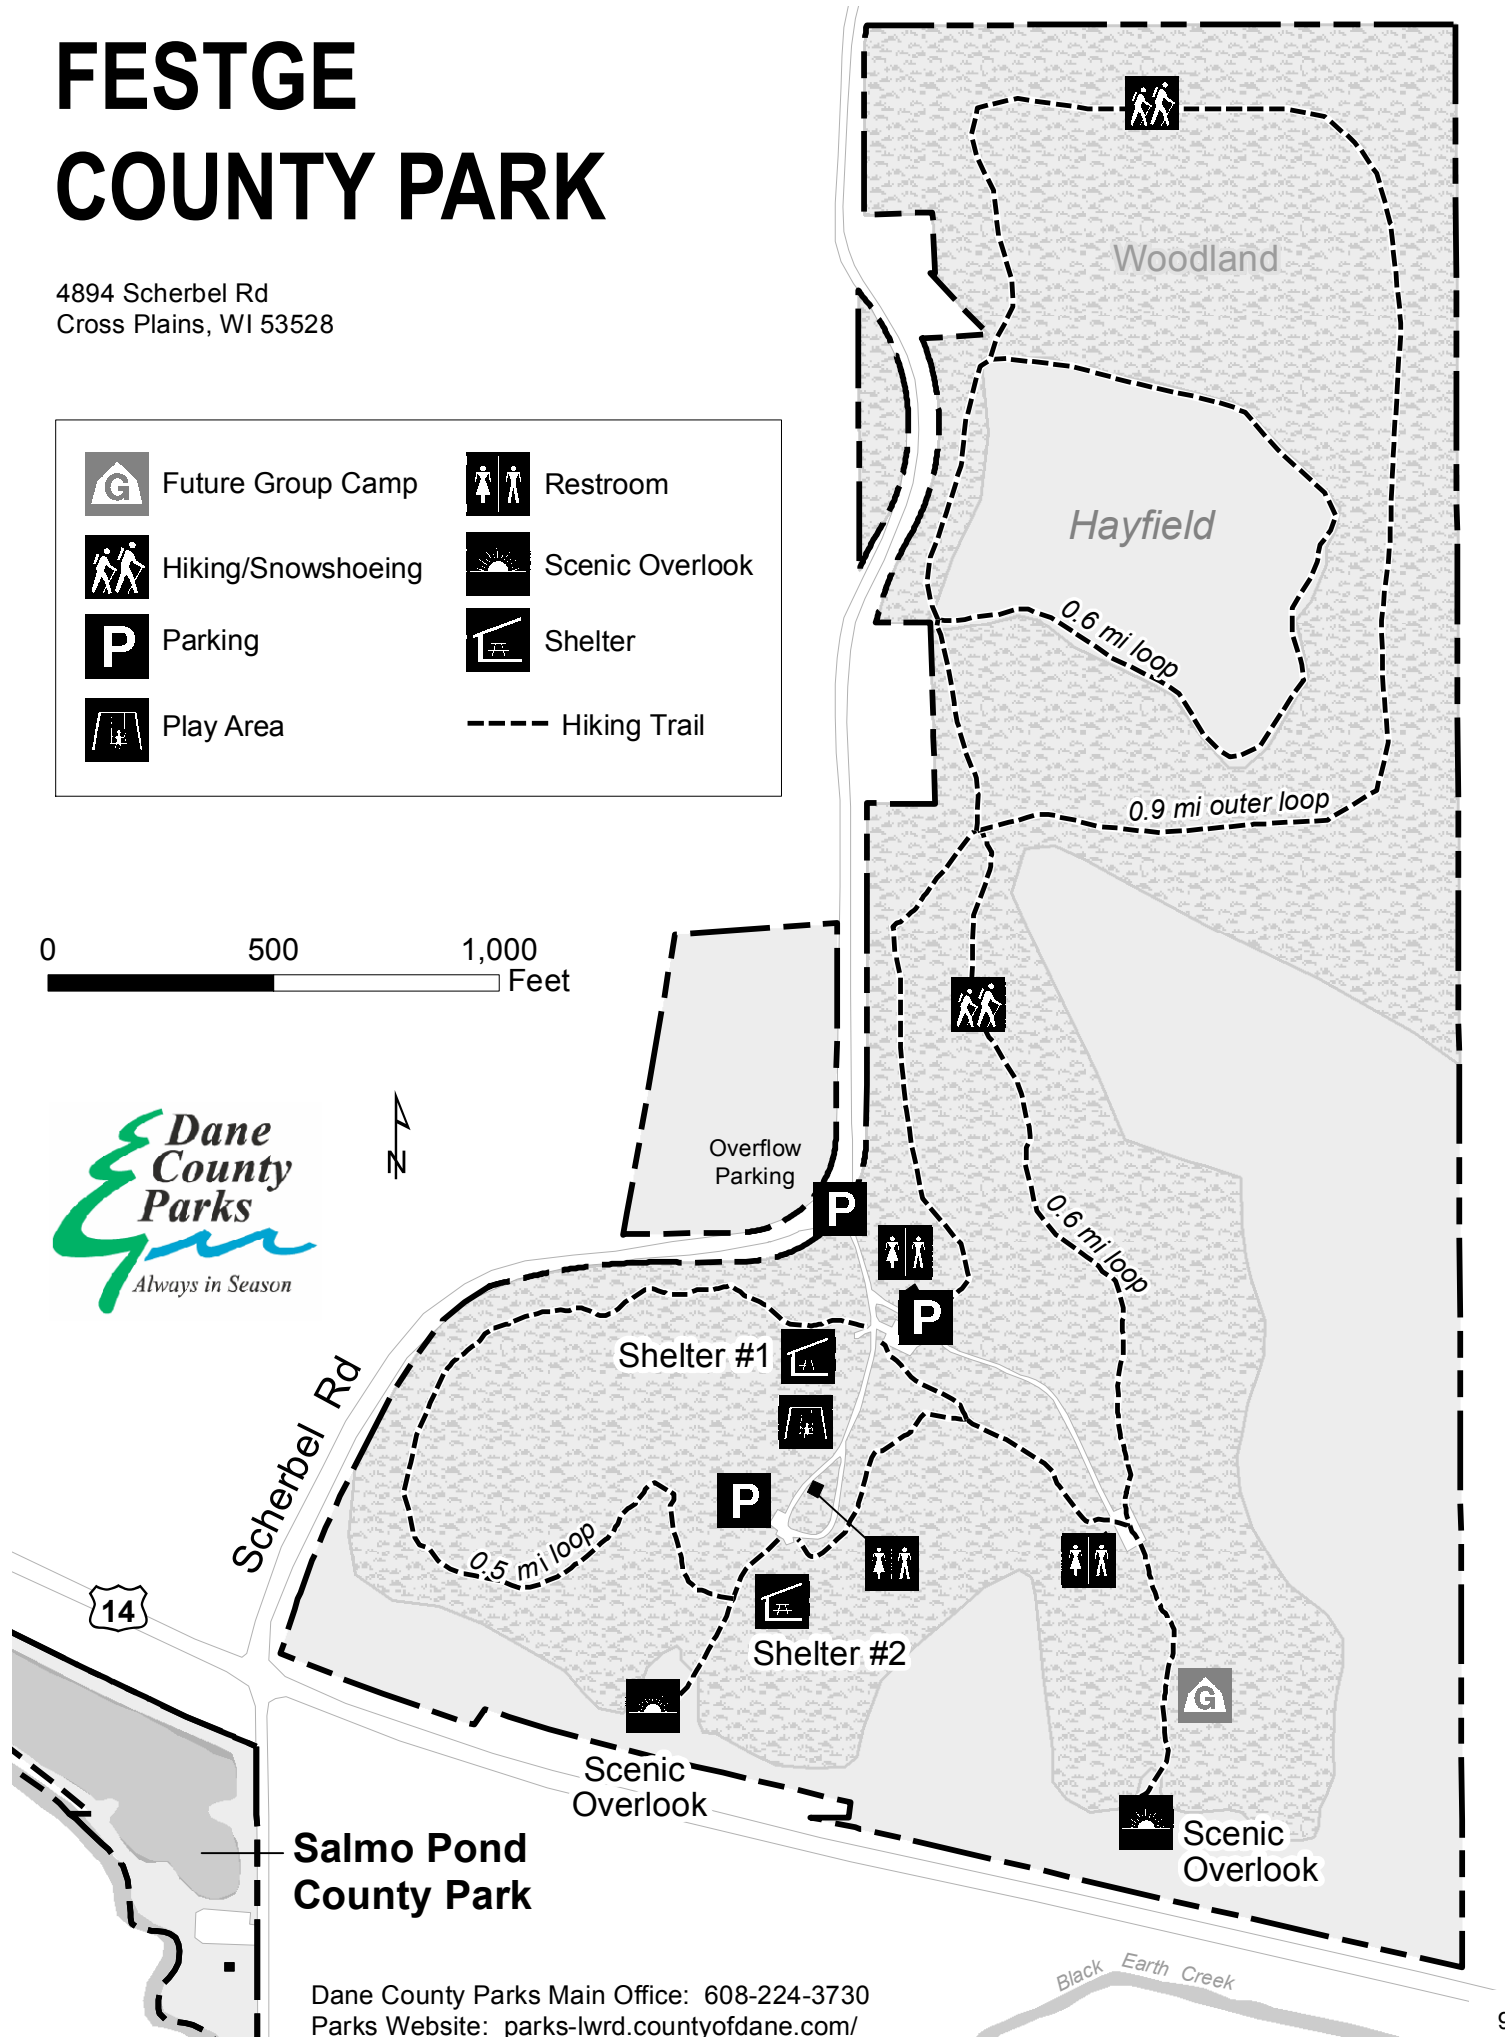 FESTGE
COUNTY PARK
4894 Scherbel Rd
Cross Plains, WI 53528
G Future Group Camp
Restroom
Hiking/Snowshoeing
Scenic Overlook
P Parking
Shelter
Play Area
Hiking Trail
Woodland
Hayfield
0.6 mi loop
0.9 mi outer loop
0 500 1,000
Feet
N
Dane
County
Parks
Always in Season
Overflow
Parking
P
P
0.6 mi loop
Shelter #1
Scherbel Rd
P
0.5 mi loop
14
Shelter #2
G
Scenic
Overlook
Scenic
Overlook
Salmo Pond
County Park
Black Earth Creek
Dane County Parks Main Office: 608-224-3730
Parks Website: parks-lwrd.countyofdane.com/
9